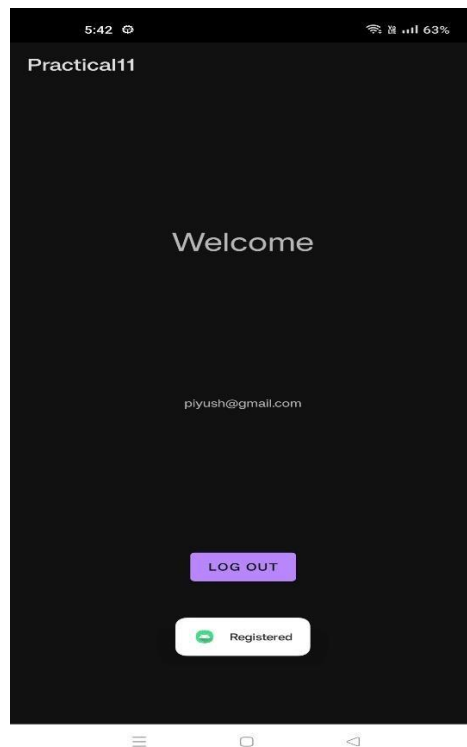 5:42 63%
Practical11
Welcome
piyush@gmail.com
LOG OUT
Registered